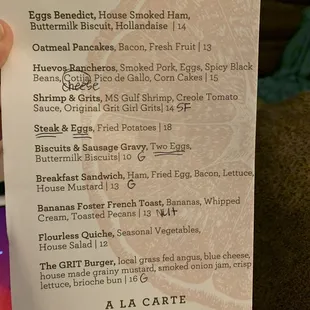 Eggs Benedict, House Smoked Ham,
Buttermilk Biscuit, Hollandaise | 14
Oatmeal Pancakes, Bacon, Fresh Fruit | 13
Huevos Rancheros, Smoked Pork, Eggs, Spicy Black
Beans, Cotija Pico de Gallo, Corn Cakes | 15
cheese
Shrimp & Grits, MS Gulf Shrimp, Creole Tomato
Sauce, Original Grit Girl Grits| 14 SF
Steak & Eggs, Fried Potatoes | 18
Biscuits & Sausage Gravy, Two Eggs,
Buttermilk Biscuits| 10 G
Breakfast Sandwich, Ham, Fried Egg, Bacon, Lettuce,
House Mustard | 13 G
Bananas Foster French Toast, Bananas, Whipped
Cream, Toasted Pecans | 13 Nut
Flourless Quiche, Seasonal Vegetables,
House Salad | 12
The GRIT Burger, local grass fed angus, blue cheese,
house made grainy mustard, smoked onion jam, crisp
lettuce, brioche bun | 16 G
A LA CARTE